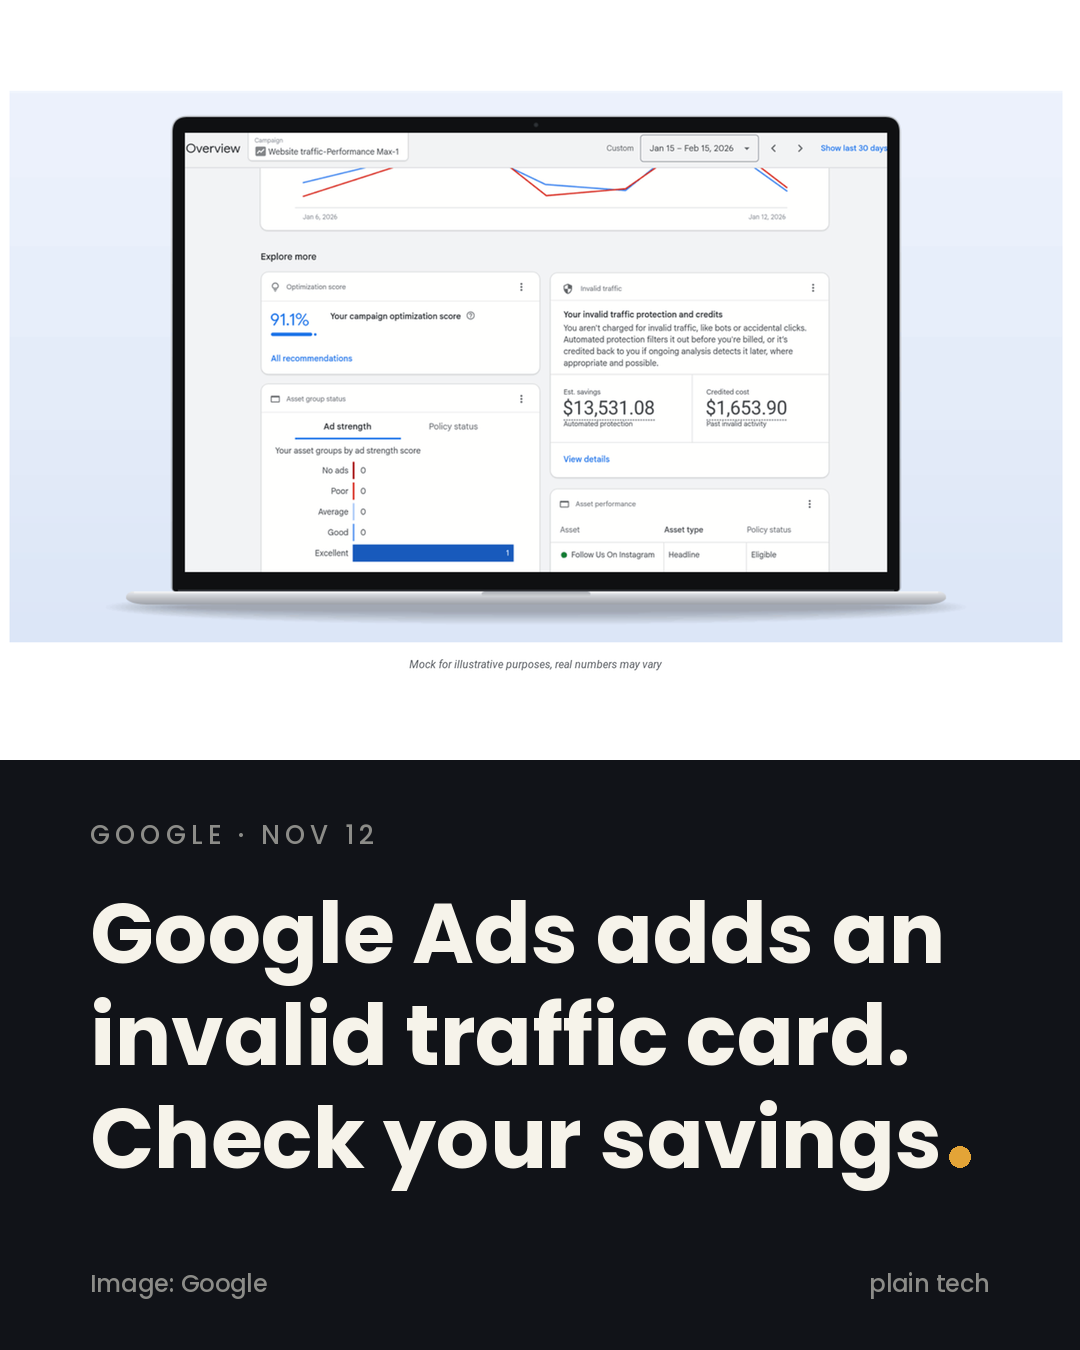 Overview
Campaign
Website traffic-Performance Max-1
Custom
Jan 15 – Feb 15, 2026
Show last 30 days
Jan 6, 2026
Jan 12, 2026
Explore more
Optimization score
91.1%
Your campaign optimization score
All recommendations
Invalid traffic
Your invalid traffic protection and credits
You aren't charged for invalid traffic, like bots or accidental clicks.
Automated protection filters it out before you're billed, or it's
credited back to you if ongoing analysis detects it later, where
appropriate and possible.
Est. savings
$13,531.08
Automated protection
Credited cost
$1,653.90
Past invalid activity
View details
Asset group status
Ad strength
Policy status
Your asset groups by ad strength score
No ads 0
Poor 0
Average 0
Good 0
Excellent 1
Asset performance
Asset Asset type Policy status
Follow Us On Instagram Headline Eligible
Mock for illustrative purposes, real numbers may vary
GOOGLE · NOV 12
Google Ads adds an
invalid traffic card.
Check your savings.
Image: Google
plain tech